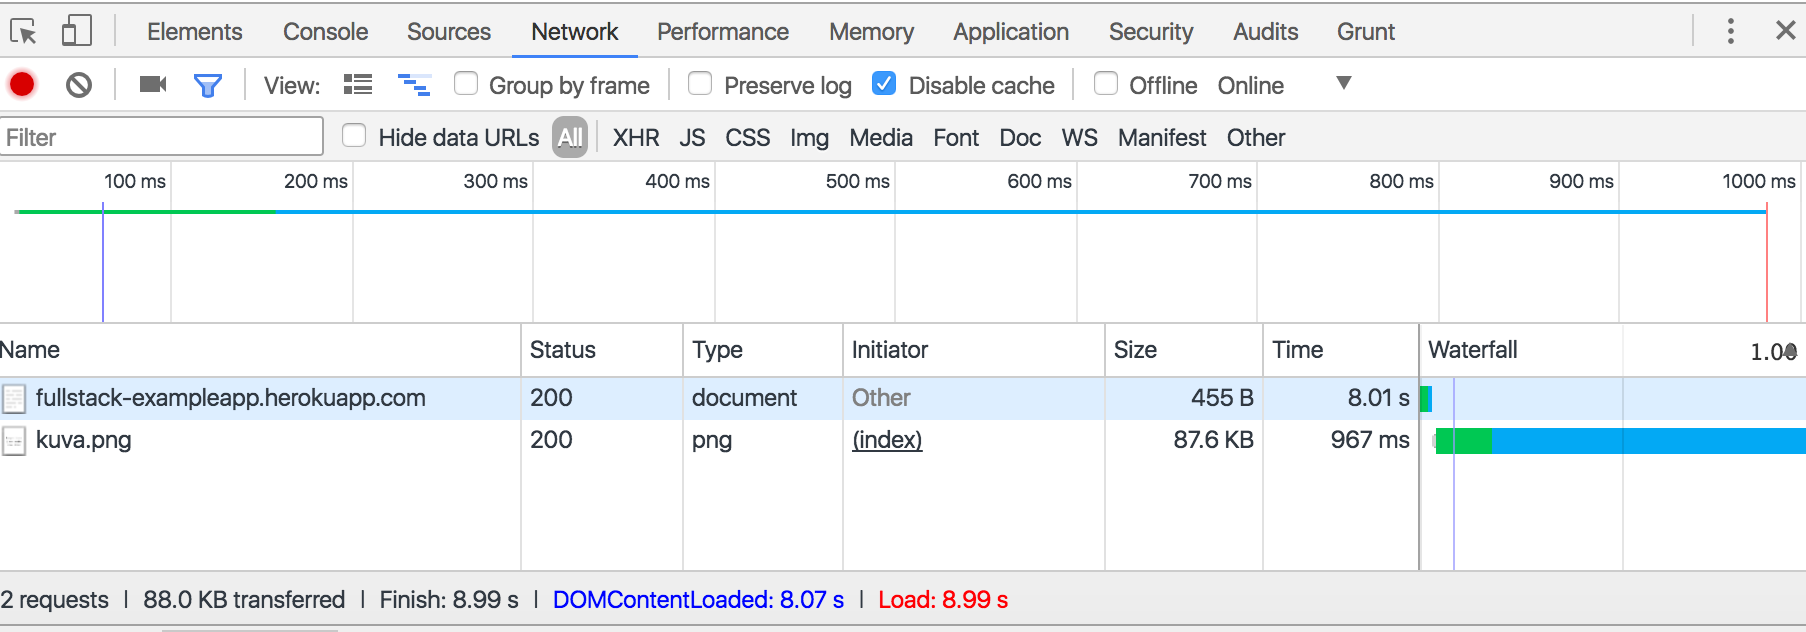 Elements Console Sources Network Performance Memory Application Security Audits Grunt
View: Group by frame Preserve log Disable cache Offline Online
Filter Hide data URLs All XHR JS CSS Img Media Font Doc WS Manifest Other
100 ms 200 ms 300 ms 400 ms 500 ms 600 ms 700 ms 800 ms 900 ms 1000 ms
Name Status Type Initiator Size Time Waterfall 1.00
fullstack-exampleapp.herokuapp.com 200 document Other 455 B 8.01 s
kuva.png 200 png (index) 87.6 KB 967 ms
2 requests | 88.0 KB transferred | Finish: 8.99 s | DOMContentLoaded: 8.07 s | Load: 8.99 s